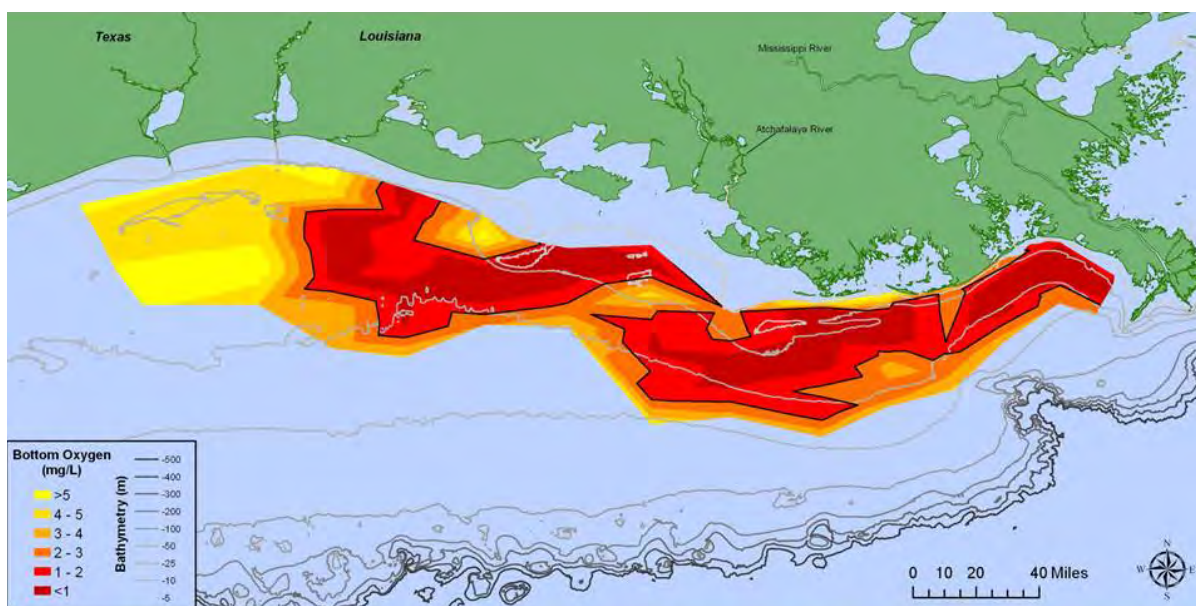 Texas
Louisiana
Mississippi River
Atchafalaya River
Bottom Oxygen
(mg/L)
>5
4 - 5
3 - 4
2 - 3
1 - 2
<1
Bathymetry (m)
-500
-400
-300
-200
-100
-50
-25
-10
-5
0 10 20 40 Miles
N
W E
S